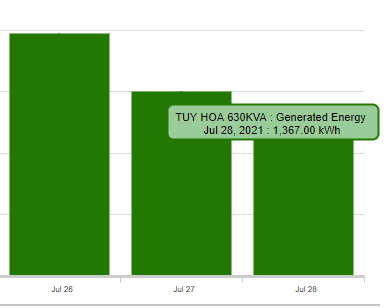 TUY HOA 630KVA : Generated Energy
Jul 28, 2021 : 1,367.00 kWh
Jul 26 Jul 27 Jul 28